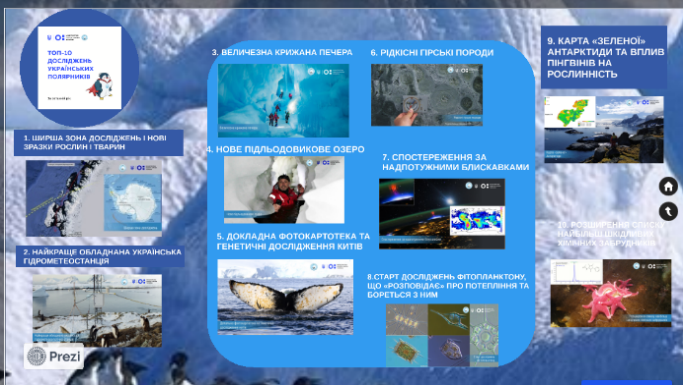 ТОП-10
ДОСЛІДЖЕНЬ
УКРАЇНСЬКИХ
ПОЛЯРНИКІВ
1. ШИРША ЗОНА ДОСЛІДЖЕНЬ І НОВІ
ЗРАЗКИ РОСЛИН І ТВАРИН
2. НАЙКРАЩЕ ОБЛАДНАНА УКРАЇНСЬКА
ГІДРОМЕТЕОСТАНЦІЯ
Prezi
3. ВЕЛИЧЕЗНА КРИЖАНА ПЕЧЕРА
4. НОВЕ ПІДЛЬОДОВИКОВЕ ОЗЕРО
5. ДОКЛАДНА ФОТОКАРТОТЕКА ТА
ГЕНЕТИЧНІ ДОСЛІДЖЕННЯ КИТІВ
6. РІДКІСНІ ГІРСЬКІ ПОРОДИ
7. СПОСТЕРЕЖЕННЯ ЗА
НАДПОТУЖНИМИ БЛИСКАВКАМИ
8.СТАРТ ДОСЛІДЖЕНЬ ФІТОПЛАНКТОНУ,
ЩО «РОЗПОВІДАЄ» ПРО ПОТЕПЛІННЯ ТА
БОРЕТЬСЯ З НИМ
9. КАРТА «ЗЕЛЕНОЇ»
АНТАРКТИДИ ТА ВПЛИВ
ПІНГВІНІВ НА
РОСЛИННІСТЬ
10. РОЗШИРЕННЯ СПИСКУ
НАЙБІЛЬШ ШКІДЛИВИХ
ХІМІЧНИХ ЗАБРУДНИКІВ